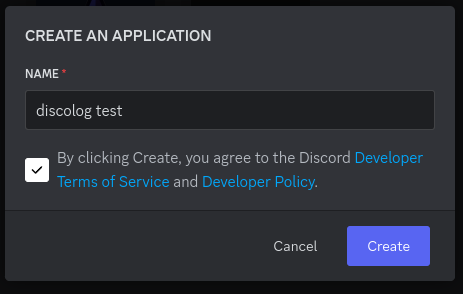 CREATE AN APPLICATION
NAME *
discolog test
By clicking Create, you agree to the Discord Developer
Terms of Service and Developer Policy.
Cancel Create